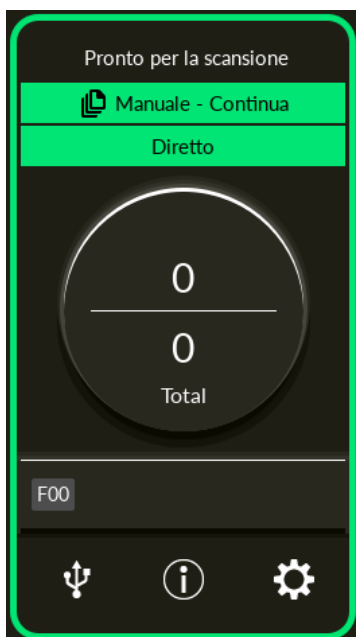 Pronto per la scansione
Manuale - Continua
Diretto
0
0
Total
F00